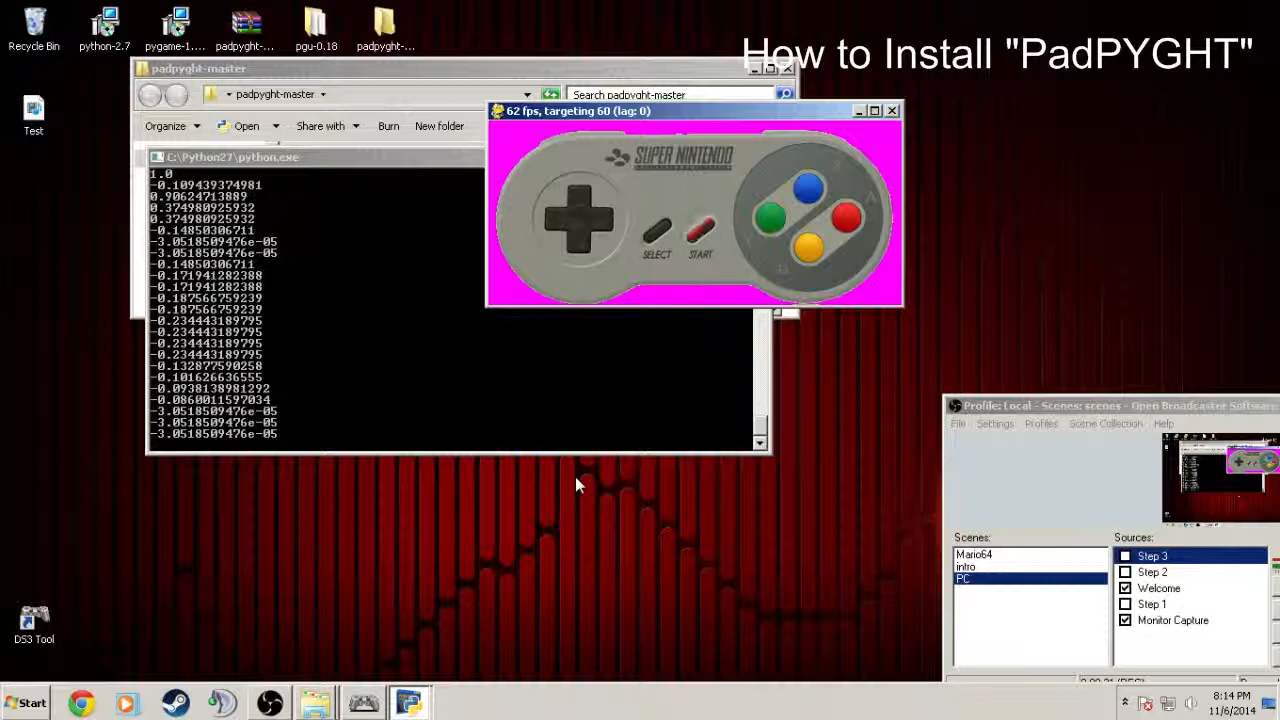 Recycle Bin
python-2.7
pygame-1....
padpyght-...
pgu-0.18
padpyght-...
How to Install "PadPYGHT"
Test
padpyght-master
padpyght-master
Search padpyght-master
Organize
Open
Share with
Burn
New folder
62 fps, targeting 60 (lag: 0)
SUPER NINTENDO
SELECT
START
C:\Python27\python.exe
1.0
-0.109439374981
0.90624713889
0.374980925932
0.374980925932
-0.14850306711
-3.0518509476e-05
-3.0518509476e-05
-0.14850306711
-0.171941282388
-0.171941282388
-0.187566759239
-0.187566759239
-0.234443189795
-0.234443189795
-0.234443189795
-0.234443189795
-0.132877590258
-0.101626636555
-0.0938138981292
-0.0860011597034
-3.0518509476e-05
-3.0518509476e-05
-3.0518509476e-05
Profile: Local - Scenes: scenes - Open Broadcaster Software
File
Settings
Profiles
Scene Collection
Help
Scenes:
Mario64
intro
PC
Sources:
Step 3
Step 2
Welcome
Step 1
Monitor Capture
DS3 Tool
Start
8:14 PM
11/6/2014